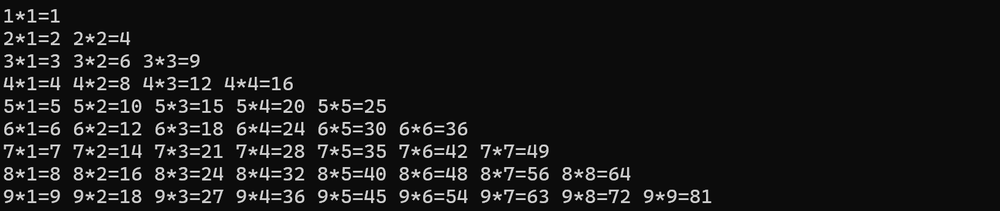 1*1=1
2*1=2 2*2=4
3*1=3 3*2=6 3*3=9
4*1=4 4*2=8 4*3=12 4*4=16
5*1=5 5*2=10 5*3=15 5*4=20 5*5=25
6*1=6 6*2=12 6*3=18 6*4=24 6*5=30 6*6=36
7*1=7 7*2=14 7*3=21 7*4=28 7*5=35 7*6=42 7*7=49
8*1=8 8*2=16 8*3=24 8*4=32 8*5=40 8*6=48 8*7=56 8*8=64
9*1=9 9*2=18 9*3=27 9*4=36 9*5=45 9*6=54 9*7=63 9*8=72 9*9=81